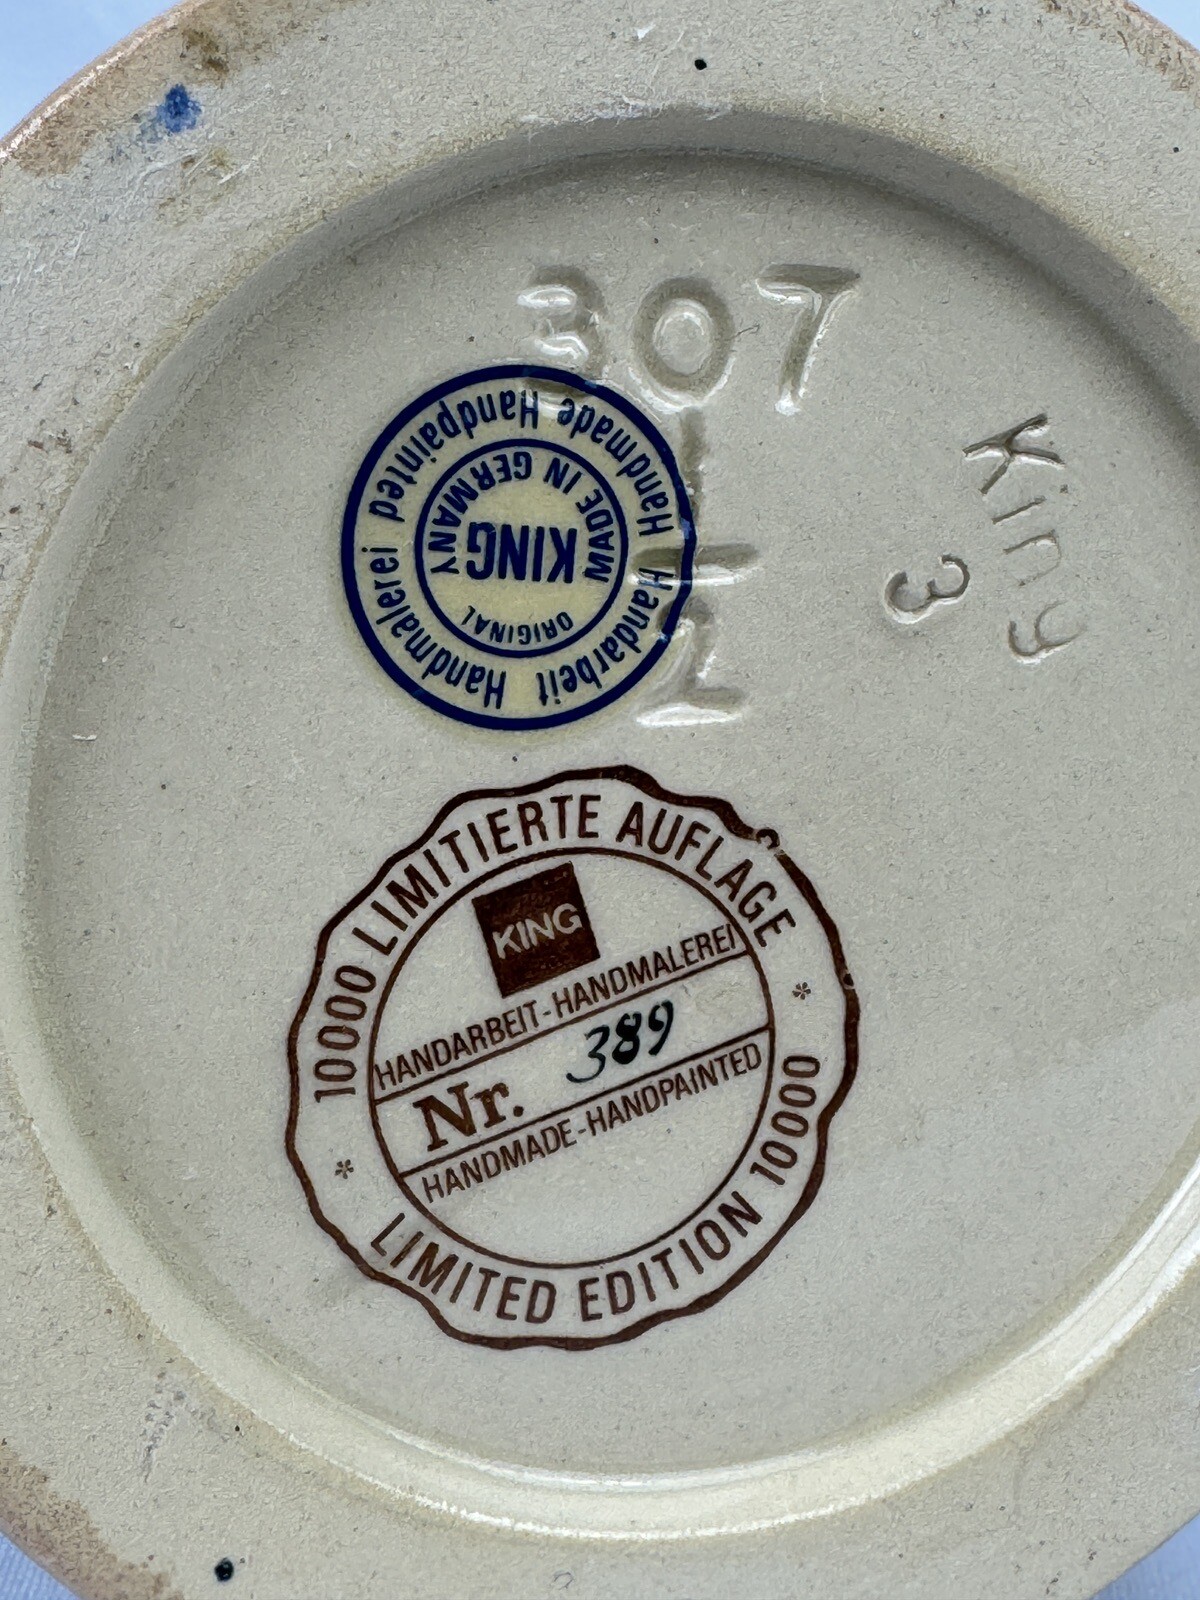 307
King
3
Handmade Handpainted
Handarbeit Handmalerei
ORIGINAL
KING
MADE IN GERMANY
10000 LIMITIERTE AUFLAGE
KING
HANDARBEIT-HANDMALEREI
Nr. 389
HANDMADE-HANDPAINTED
* LIMITED EDITION 10000 *